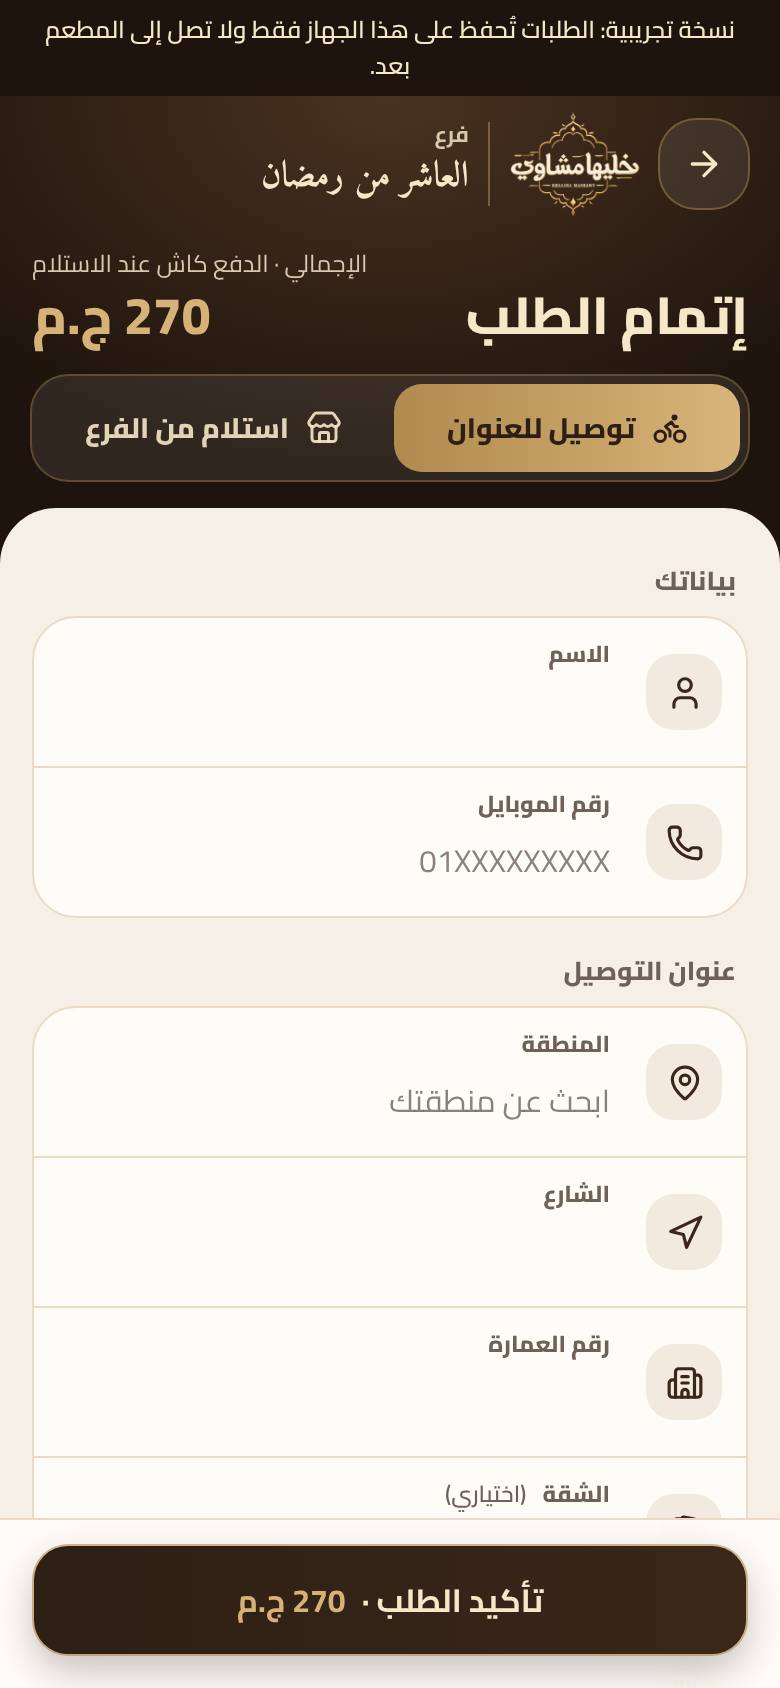 نسخة تجريبية: الطلبات تُحفظ على هذا الجهاز فقط ولا تصل إلى المطعم
بعد.
خليها مشاوي
KHALIHA MASHAWY
فرع
العاشر من رمضان
الإجمالي · الدفع كاش عند الاستلام
إتمام الطلب
270 ج.م
توصيل للعنوان
استلام من الفرع
بياناتك
الاسم
رقم الموبايل
01XXXXXXXXX
عنوان التوصيل
المنطقة
ابحث عن منطقتك
الشارع
رقم العمارة
الشقة (اختياري)
تأكيد الطلب · 270 ج.م